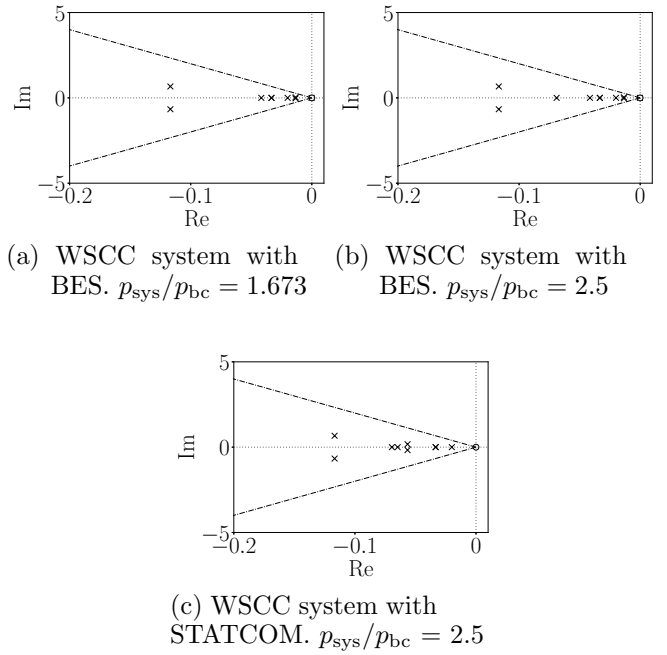 5
Im
0
−5
−0.2
−0.1
0
Re
(a) WSCC system with
BES. p_sys/p_bc = 1.673
5
Im
0
−5
−0.2
−0.1
0
Re
(b) WSCC system with
BES. p_sys/p_bc = 2.5
5
Im
0
−5
−0.2
−0.1
0
Re
(c) WSCC system with
STATCOM. p_sys/p_bc = 2.5